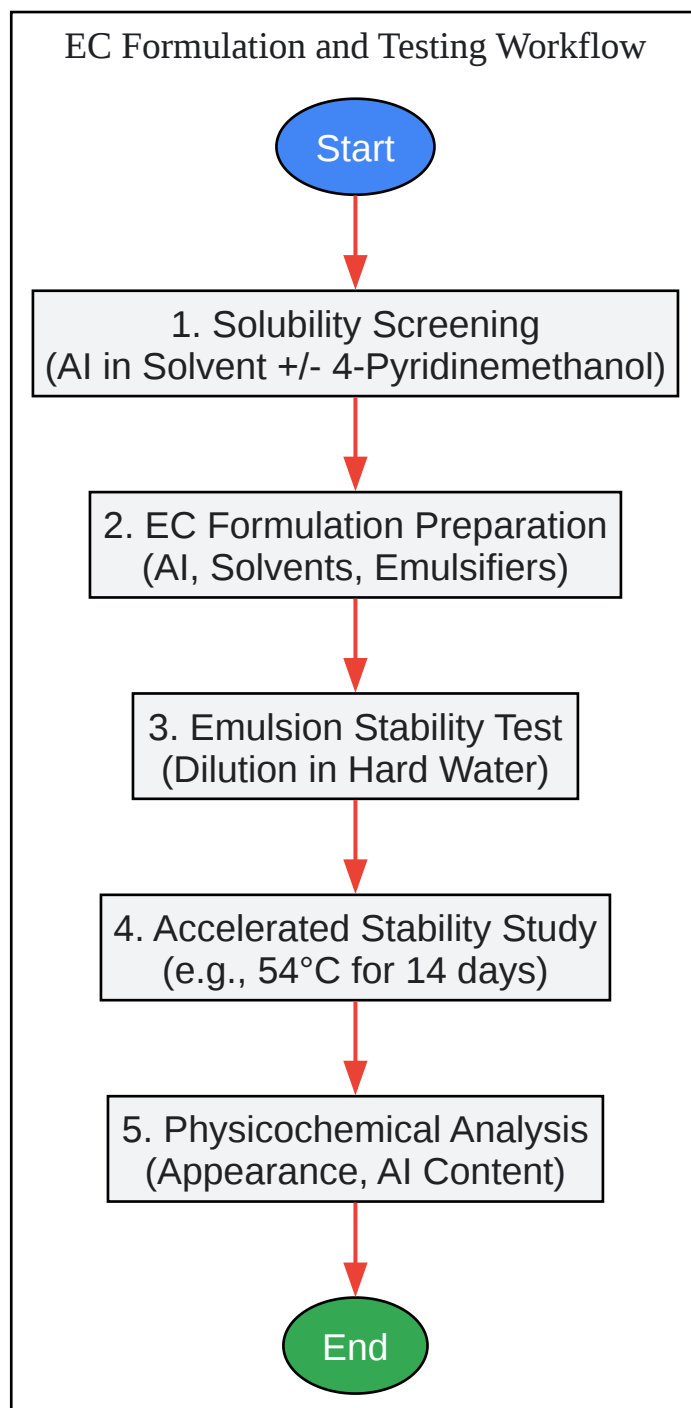 EC Formulation and Testing Workflow
Start
1. Solubility Screening
(AI in Solvent +/- 4-Pyridinemethanol)
2. EC Formulation Preparation
(AI, Solvents, Emulsifiers)
3. Emulsion Stability Test
(Dilution in Hard Water)
4. Accelerated Stability Study
(e.g., 54°C for 14 days)
5. Physicochemical Analysis
(Appearance, AI Content)
End